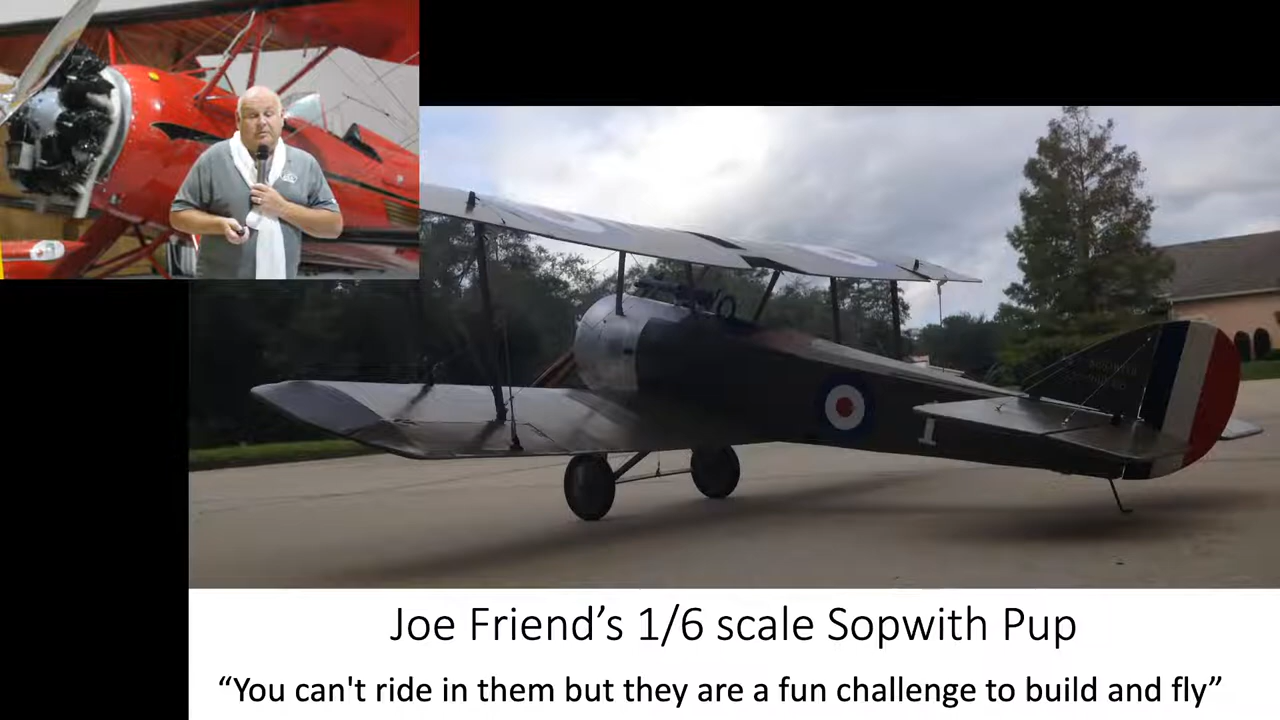 1
Joe Friend’s 1/6 scale Sopwith Pup
“You can't ride in them but they are a fun challenge to build and fly”